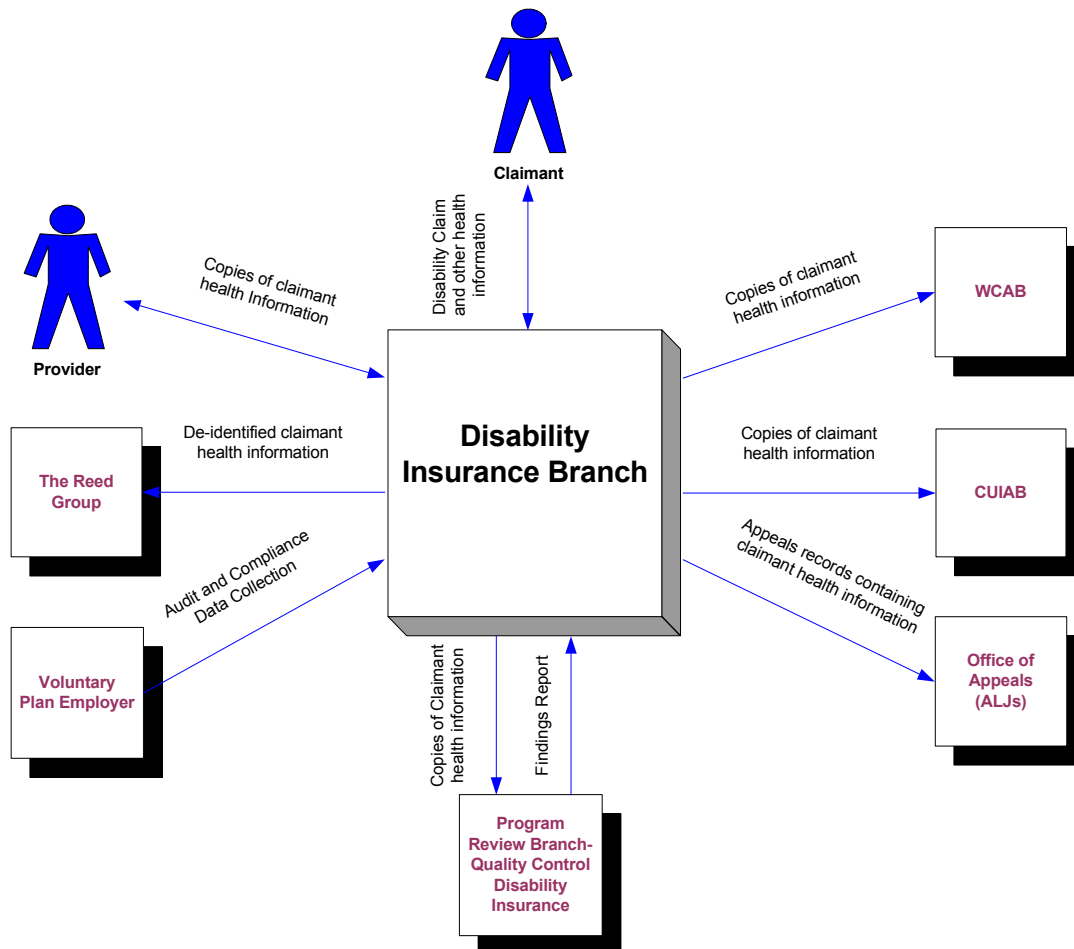 Claimant
Disability Claim
and other health
information
Provider
Copies of claimant
health Information
Copies of claimant
health information
WCAB
De-identified claimant
health information
The Reed
Group
Disability
Insurance Branch
Copies of claimant
health information
CUIAB
Audit and Compliance
Data Collection
Voluntary
Plan Employer
Appeals records containing
claimant health information
Office of
Appeals
(ALJs)
Copies of Claimant
health information
Findings Report
Program
Review Branch-
Quality Control
Disability
Insurance